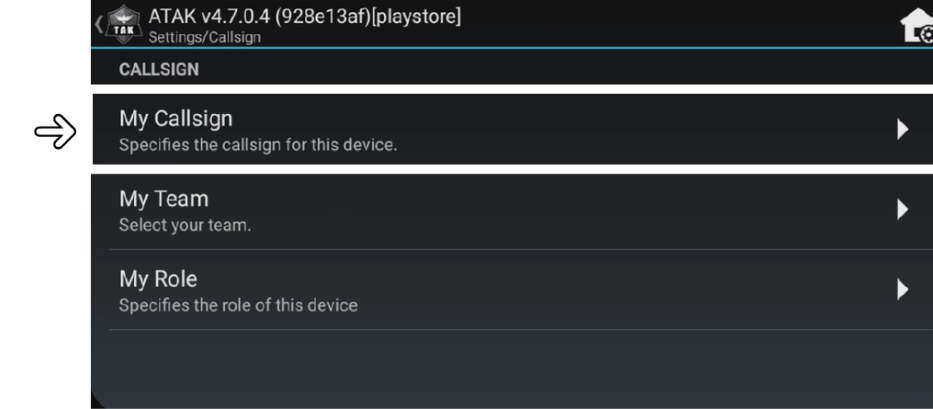 ATAK v4.7.0.4 (928e13af)[playstore]
TAK
Settings/Callsign
CALLSIGN
My Callsign
Specifies the callsign for this device.
My Team
Select your team.
My Role
Specifies the role of this device